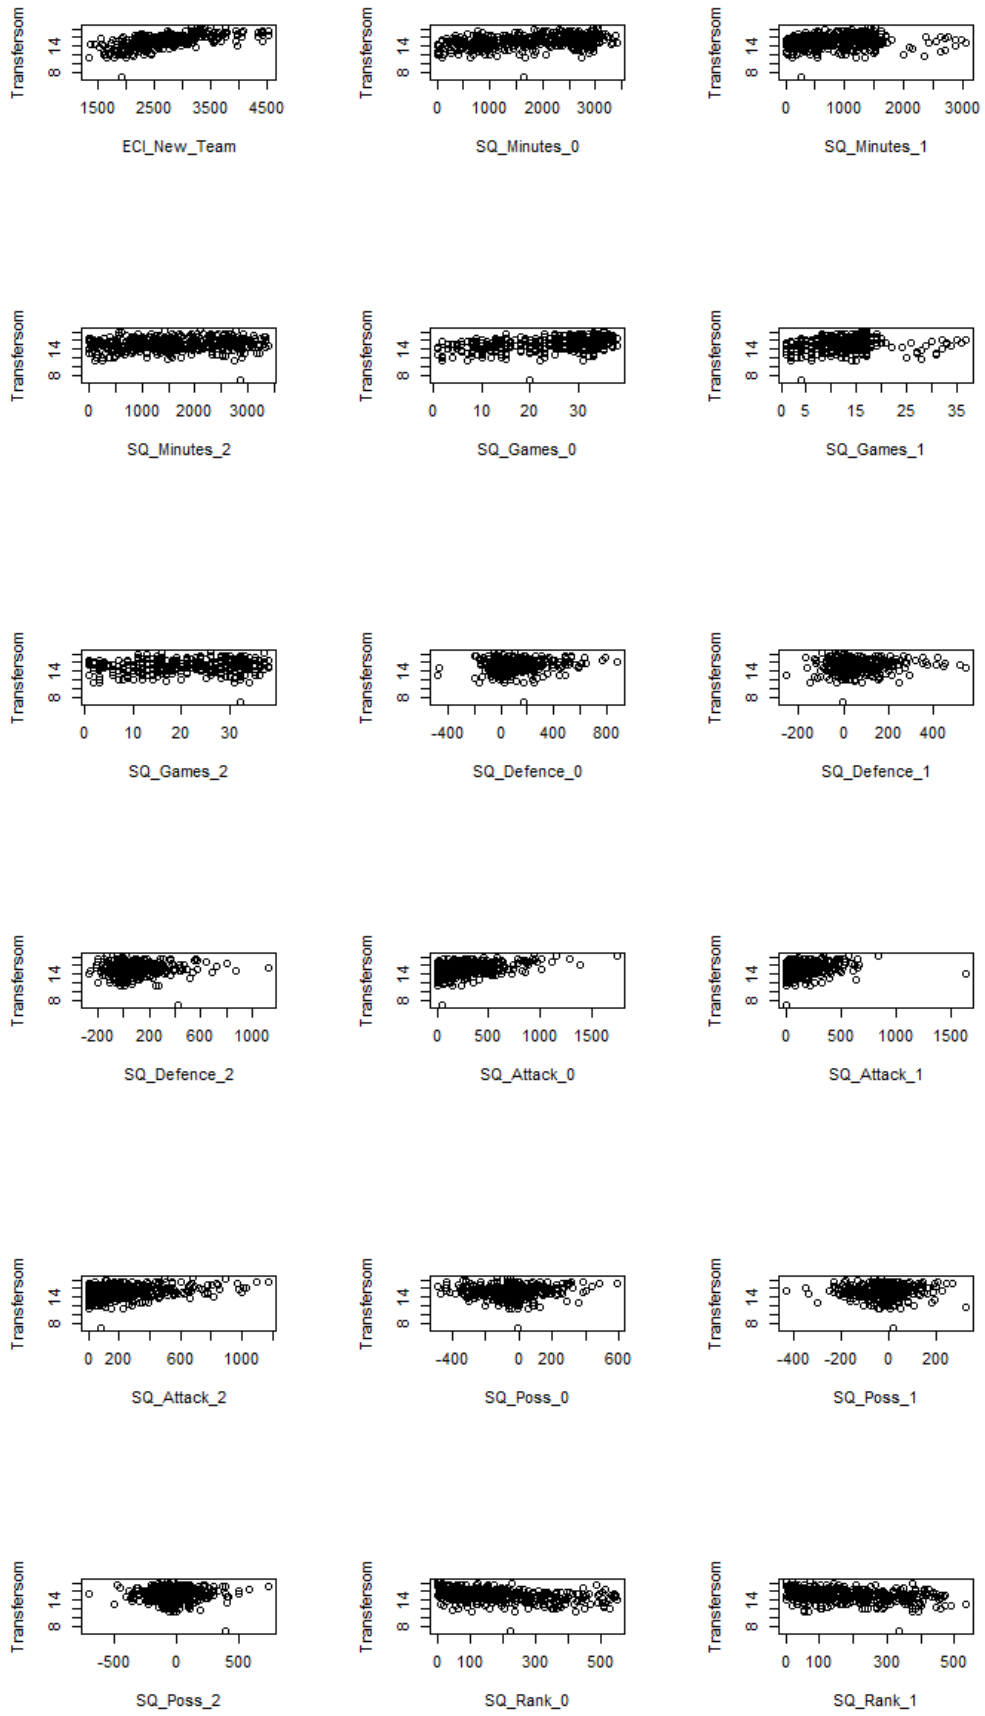 Transfersom Transfersom Transfersom
14 14 14
8 8 8
1500 2500 3500 4500 0 1000 2000 3000 0 1000 2000 3000
ECI_New_Team SQ_Minutes_0 SQ_Minutes_1
Transfersom Transfersom Transfersom
14 14 14
8 8 8
0 1000 2000 3000 0 10 20 30 0 5 15 25 35
SQ_Minutes_2 SQ_Games_0 SQ_Games_1
Transfersom Transfersom Transfersom
14 14 14
8 8 8
0 10 20 30 -400 0 400 800 -200 0 200 400
SQ_Games_2 SQ_Defence_0 SQ_Defence_1
Transfersom Transfersom Transfersom
14 14 14
8 8 8
-200 200 600 1000 0 500 1000 1500 0 500 1000 1500
SQ_Defence_2 SQ_Attack_0 SQ_Attack_1
Transfersom Transfersom Transfersom
14 14 14
8 8 8
0 200 600 1000 -400 0 200 600 -400 -200 0 200
SQ_Attack_2 SQ_Poss_0 SQ_Poss_1
Transfersom Transfersom Transfersom
14 14 14
8 8 8
-500 0 500 0 100 300 500 0 100 300 500
SQ_Poss_2 SQ_Rank_0 SQ_Rank_1